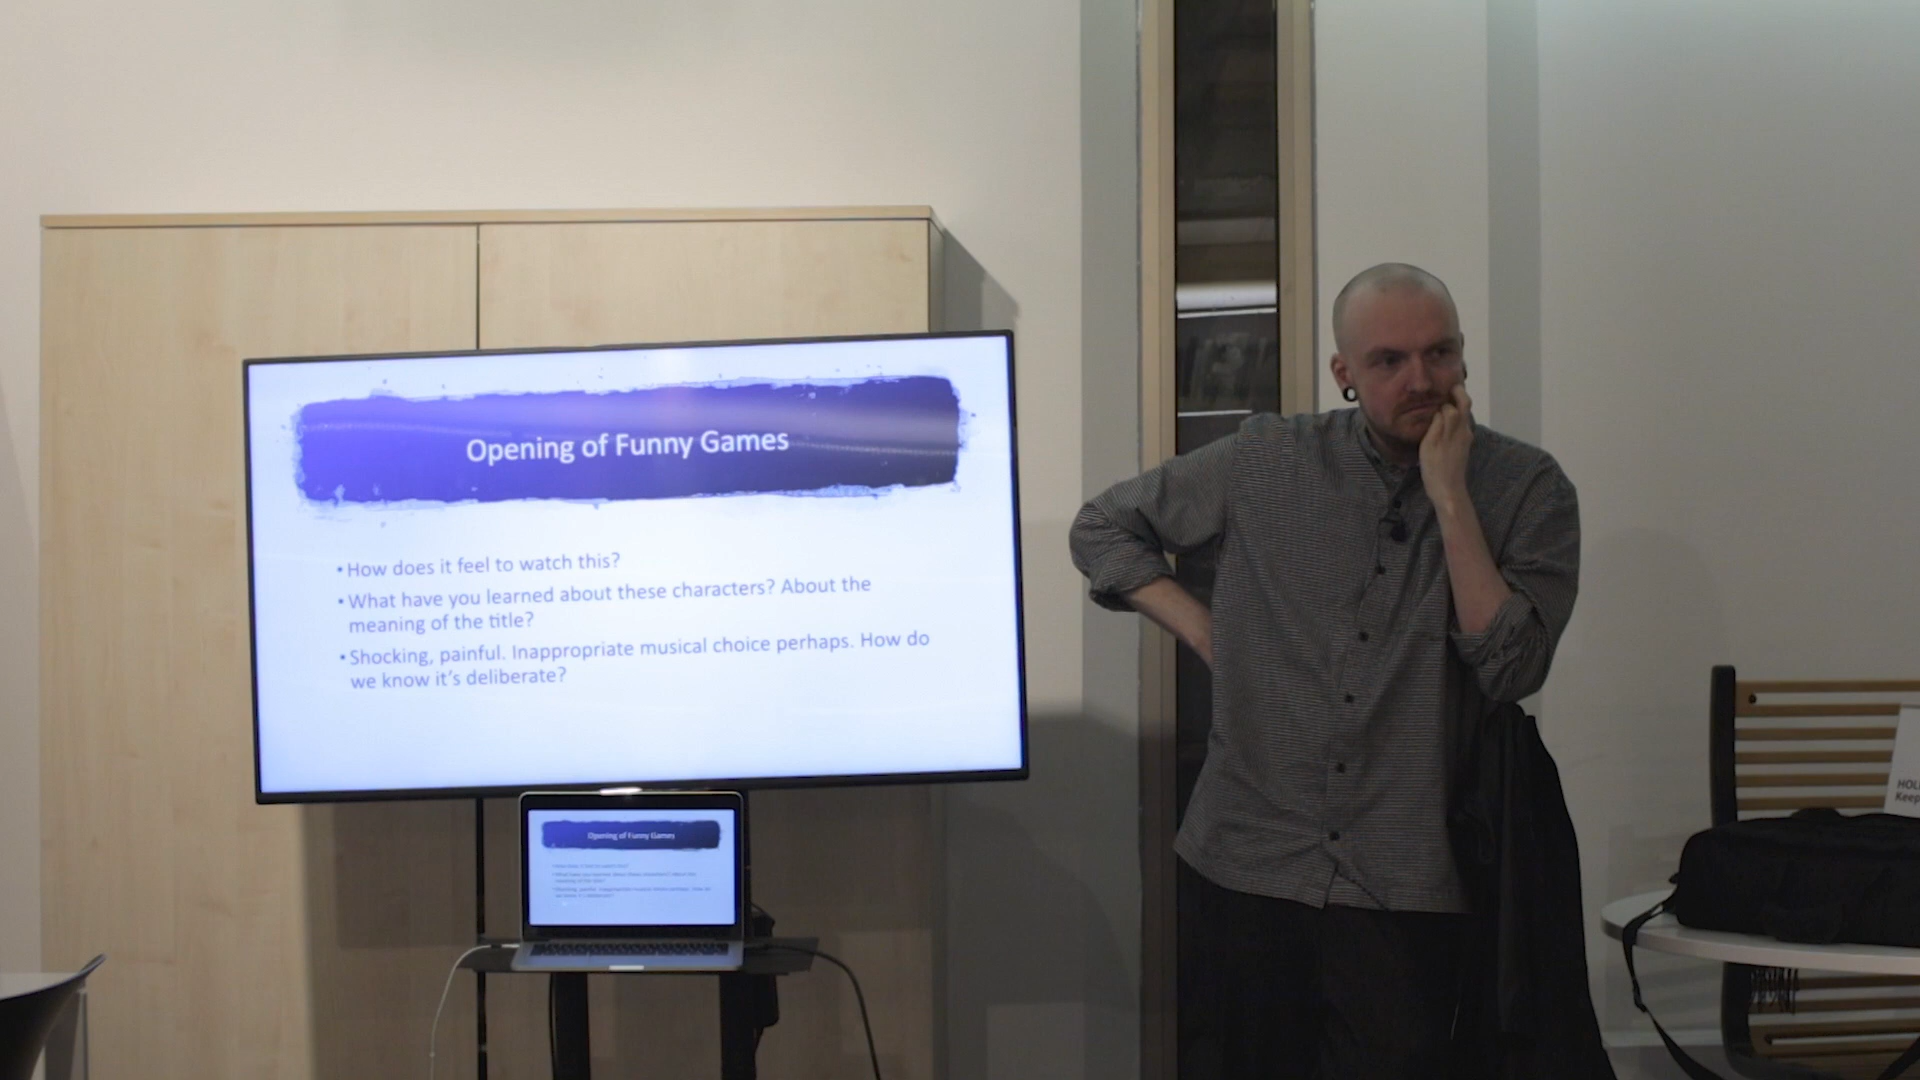 Opening of Funny Games
• How does it feel to watch this?
• What have you learned about these characters? About the
meaning of the title?
• Shocking, painful. Inappropriate musical choice perhaps. How do
we know it's deliberate?
Opening of Funny Games
HOL
Keep